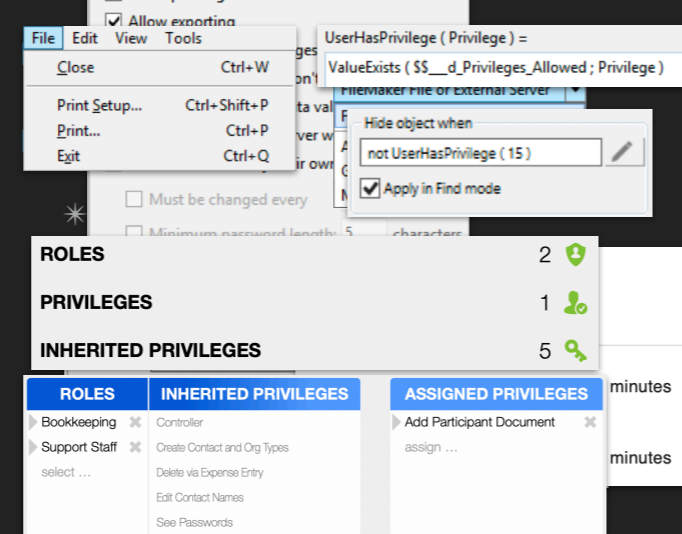 Allow exporting
File Edit View Tools
Close Ctrl+W
Print Setup... Ctrl+Shift+P
Print... Ctrl+P
Exit Ctrl+Q
UserHasPrivilege ( Privilege ) =
ValueExists ( $$___d_Privileges_Allowed ; Privilege )
FileMaker File or External Server
Hide object when
not UserHasPrivilege ( 15 )
Apply in Find mode
Must be changed every
Minimum password length: 5 characters
ROLES 2
PRIVILEGES 1
INHERITED PRIVILEGES 5
ROLES INHERITED PRIVILEGES ASSIGNED PRIVILEGES
minutes
Bookkeeping Controller Add Participant Document
Support Staff Create Contact and Org Types assign ...
select ... Delete via Expense Entry
minutes
Edit Contact Names
See Passwords